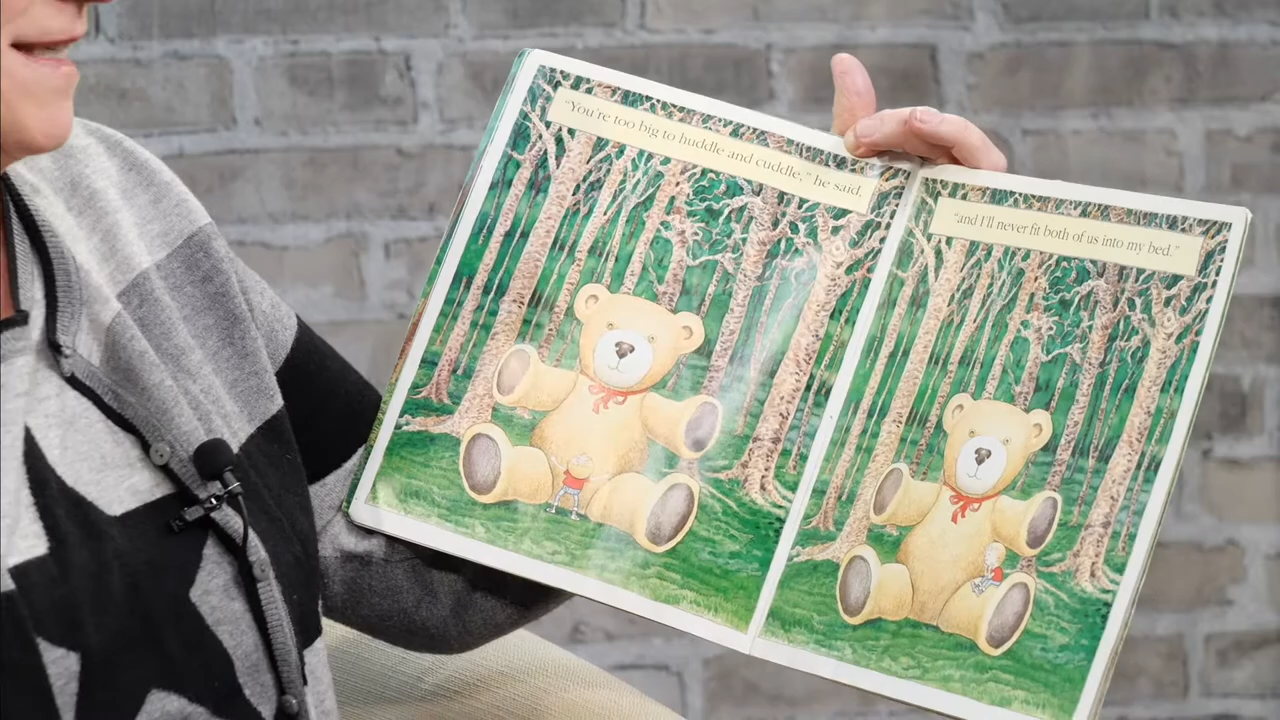 "You're too big to huddle and cuddle," he said,
"and I'll never fit both of us into my bed."